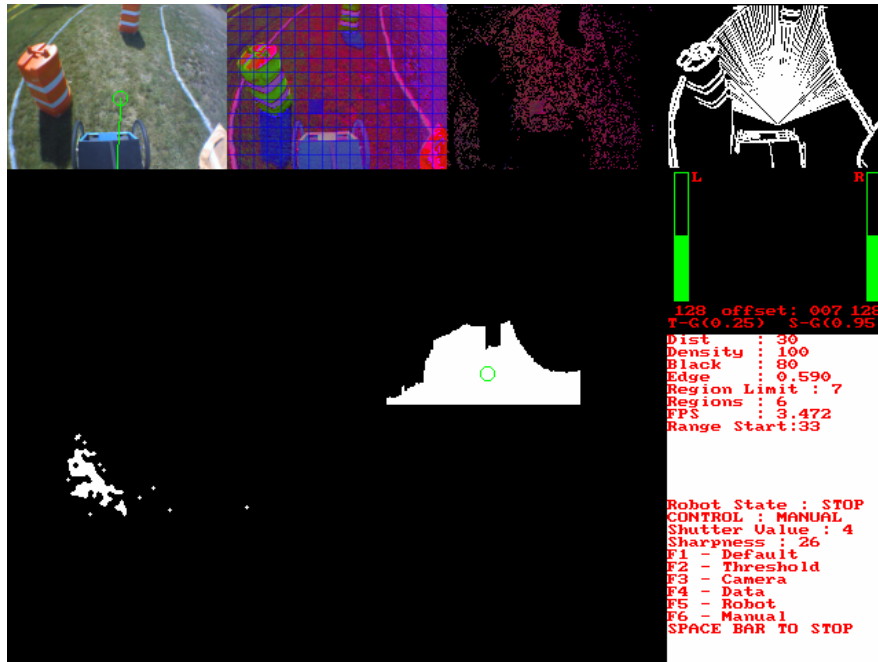 L R
128 offset: 007 128
T-G(0.25) S-G(0.95
Dist : 30
Density : 100
Black : 80
Edge : 0.590
Region Limit : 7
Regions : 6
FPS : 3.472
Range Start:33
Robot State : STOP
CONTROL : MANUAL
Shutter Value : 4
Sharpness : 26
F1 - Default
F2 - Threshold
F3 - Camera
F4 - Data
F5 - Robot
F6 - Manual
SPACE BAR TO STOP